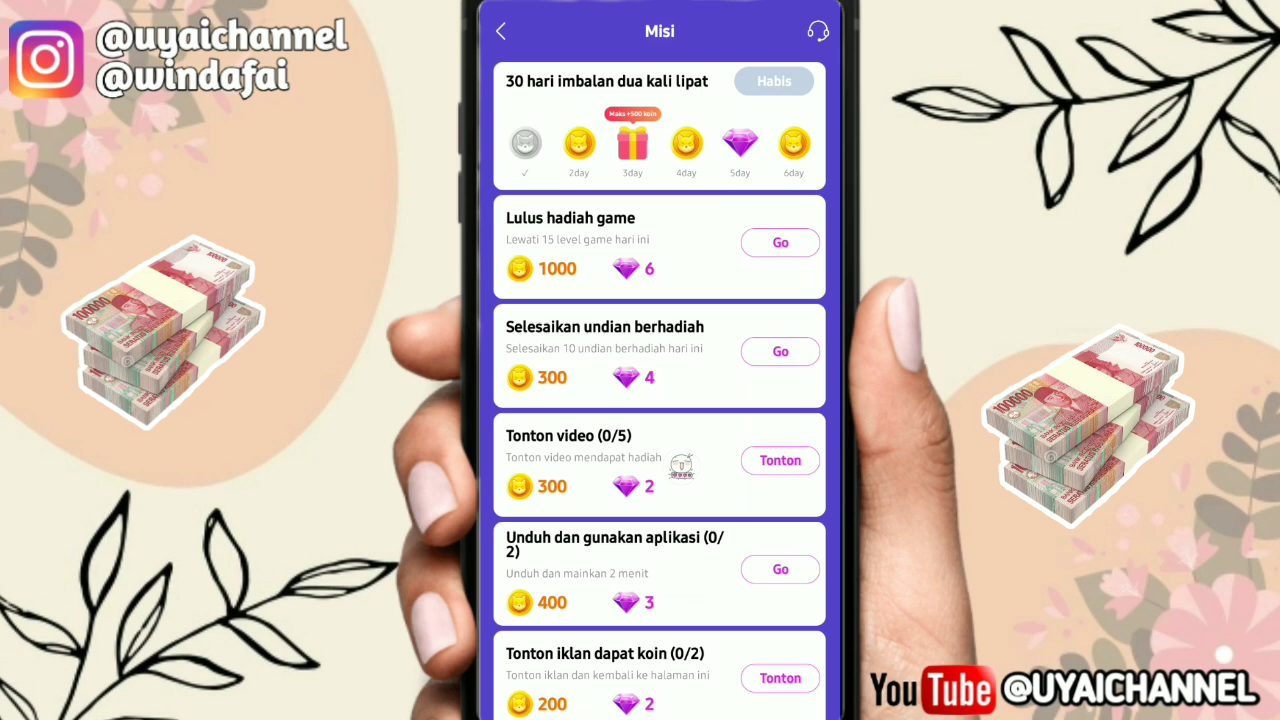 @uyaichannel
@windafai
Misi
30 hari imbalan dua kali lipat
Habis
Maks +500 koin
✓
2day
3day
4day
5day
6day
Lulus hadiah game
Lewati 15 level game hari ini
Go
1000
6
Selesaikan undian berhadiah
Selesaikan 10 undian berhadiah hari ini
Go
300
4
Tonton video (0/5)
Tonton video mendapat hadiah
Tonton
300
2
Unduh dan gunakan aplikasi (0/
2)
Unduh dan mainkan 2 menit
Go
400
3
Tonton iklan dapat koin (0/2)
Tonton iklan dan kembali ke halaman ini
Tonton
200
2
100000
100000
100000
100000
YouTube @UYAICHANNEL